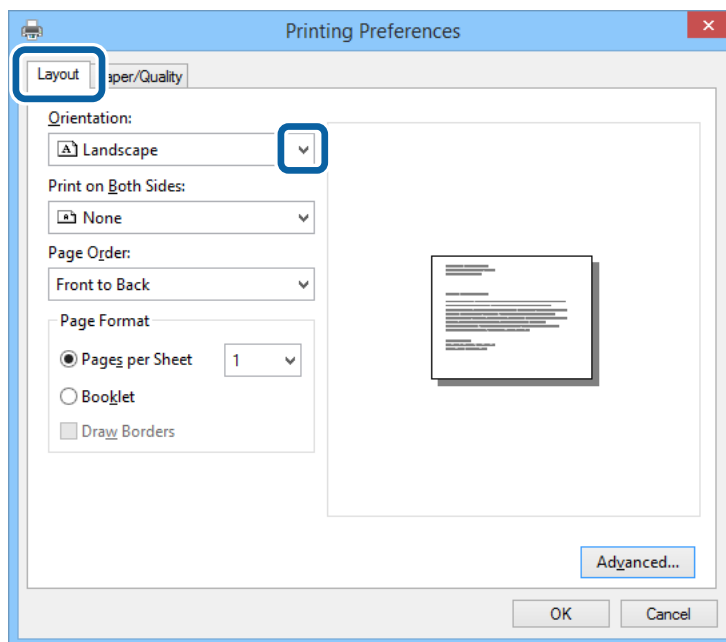 Printing Preferences
Layout
aper/Quality
Orientation:
Landscape
Print on Both Sides:
None
Page Order:
Front to Back
Page Format
Pages per Sheet 1
Booklet
Draw Borders
Advanced...
OK Cancel